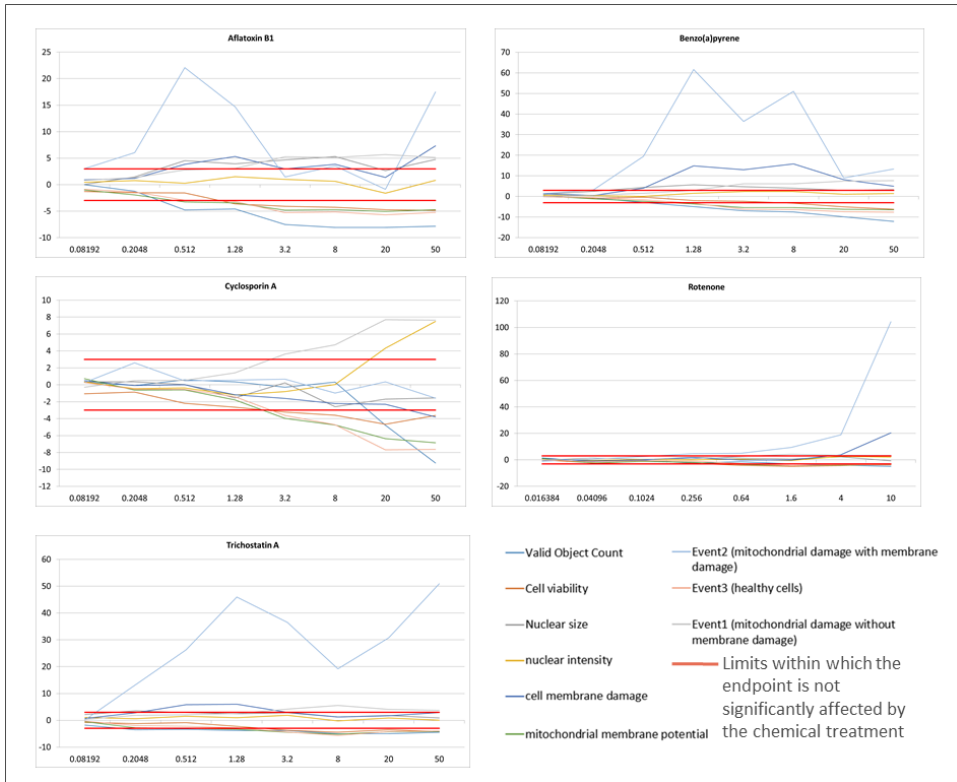 Aflatoxin B1
25
20
15
10
5
0
-5
-10
0.08192 0.2048 0.512 1.28 3.2 8 20 50
Benzo(a)pyrene
70
60
50
40
30
20
10
0
-10
-20
0.08192 0.2048 0.512 1.28 3.2 8 20 50
Cyclosporin A
10
8
6
4
2
0
-2
-4
-6
-8
-10
-12
0.08192 0.2048 0.512 1.28 3.2 8 20 50
Rotenone
120
100
80
60
40
20
0
-20
0.016384 0.04096 0.1024 0.256 0.64 1.6 4 10
Trichostatin A
60
50
40
30
20
10
0
-10
0.08192 0.2048 0.512 1.28 3.2 8 20 50
Valid Object Count
Cell viability
Nuclear size
nuclear intensity
cell membrane damage
mitochondrial membrane potential
Event2 (mitochondrial damage with membrane
damage)
Event3 (healthy cells)
Event1 (mitochondrial damage without
membrane damage)
Limits within which the
endpoint is not
significantly affected by
the chemical treatment